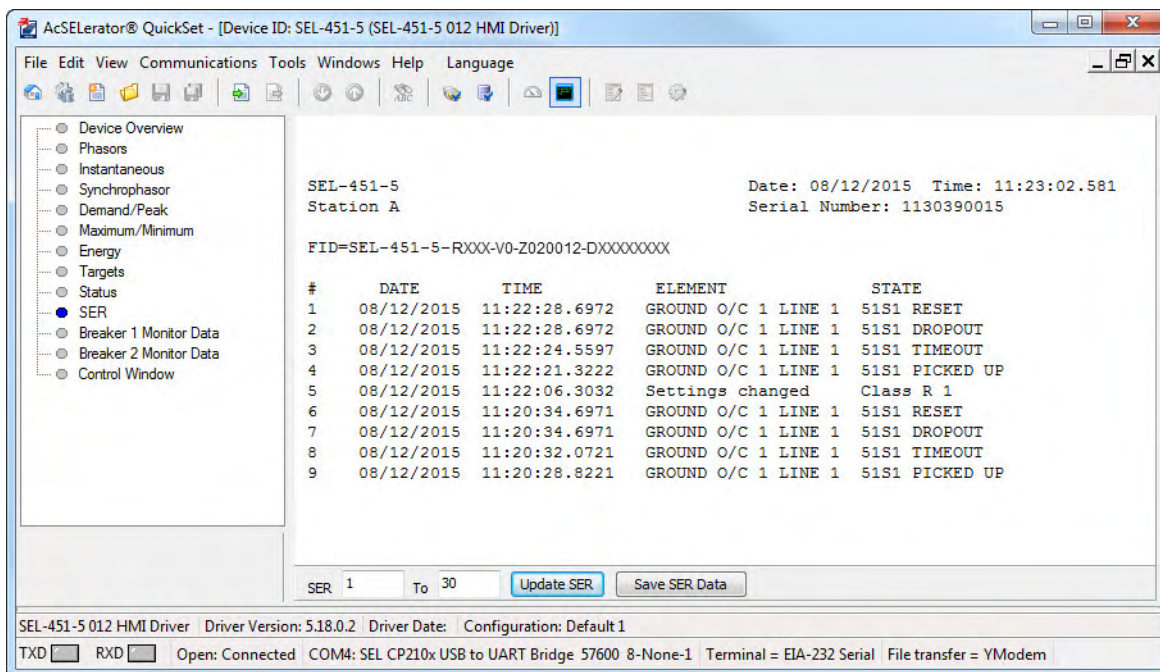 AcSELerator® QuickSet - [Device ID: SEL-451-5 (SEL-451-5 012 HMI Driver)]
File Edit View Communications Tools Windows Help Language
Device Overview
Phasors
Instantaneous
Synchrophasor
Demand/Peak
Maximum/Minimum
Energy
Targets
Status
SER
Breaker 1 Monitor Data
Breaker 2 Monitor Data
Control Window
SEL-451-5 Date: 08/12/2015 Time: 11:23:02.581
Station A Serial Number: 1130390015
FID=SEL-451-5-RXXX-V0-Z020012-DXXXXXXXX
# DATE TIME ELEMENT STATE
1 08/12/2015 11:22:28.6972 GROUND O/C 1 LINE 1 51S1 RESET
2 08/12/2015 11:22:28.6972 GROUND O/C 1 LINE 1 51S1 DROPOUT
3 08/12/2015 11:22:24.5597 GROUND O/C 1 LINE 1 51S1 TIMEOUT
4 08/12/2015 11:22:21.3222 GROUND O/C 1 LINE 1 51S1 PICKED UP
5 08/12/2015 11:22:06.3032 Settings changed Class R 1
6 08/12/2015 11:20:34.6971 GROUND O/C 1 LINE 1 51S1 RESET
7 08/12/2015 11:20:34.6971 GROUND O/C 1 LINE 1 51S1 DROPOUT
8 08/12/2015 11:20:32.0721 GROUND O/C 1 LINE 1 51S1 TIMEOUT
9 08/12/2015 11:20:28.8221 GROUND O/C 1 LINE 1 51S1 PICKED UP
SER 1 To 30 Update SER Save SER Data
SEL-451-5 012 HMI Driver Driver Version: 5.18.0.2 Driver Date: Configuration: Default 1
TXD RXD Open: Connected COM4: SEL CP210x USB to UART Bridge 57600 8-None-1 Terminal = EIA-232 Serial File transfer = YModem